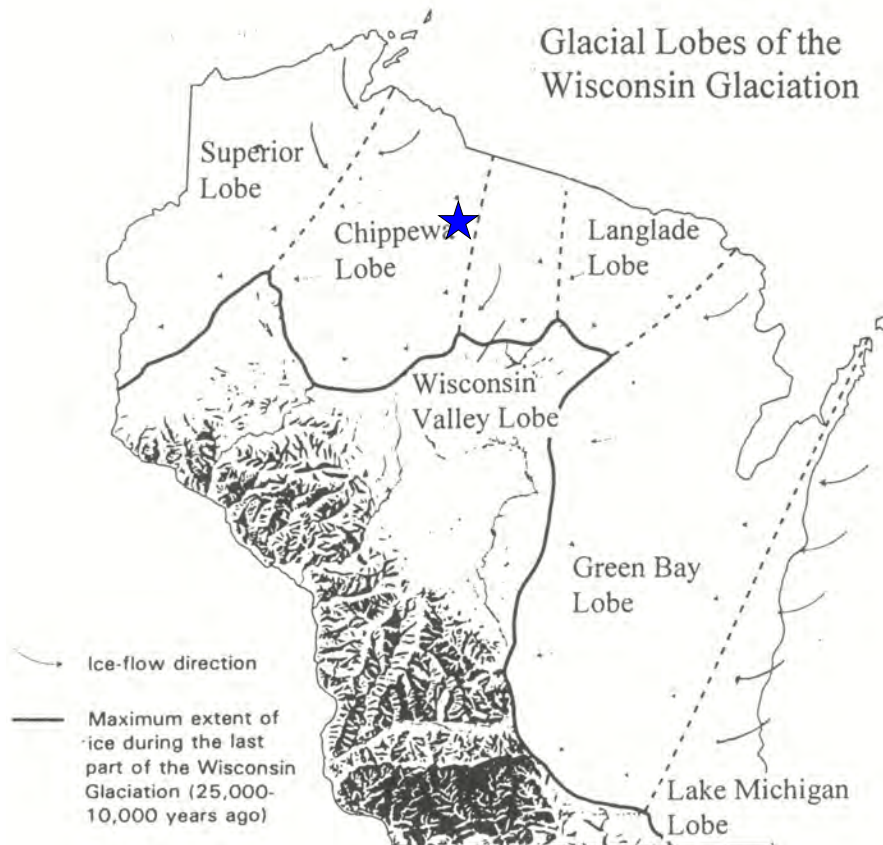 Glacial Lobes of the
Wisconsin Glaciation
Superior
Lobe
Chippewa
Lobe
Langlade
Lobe
Wisconsin
Valley Lobe
Green Bay
Lobe
Ice-flow direction
Maximum extent of
ice during the last
part of the Wisconsin
Glaciation (25,000-
10,000 years ago)
Lake Michigan
Lobe